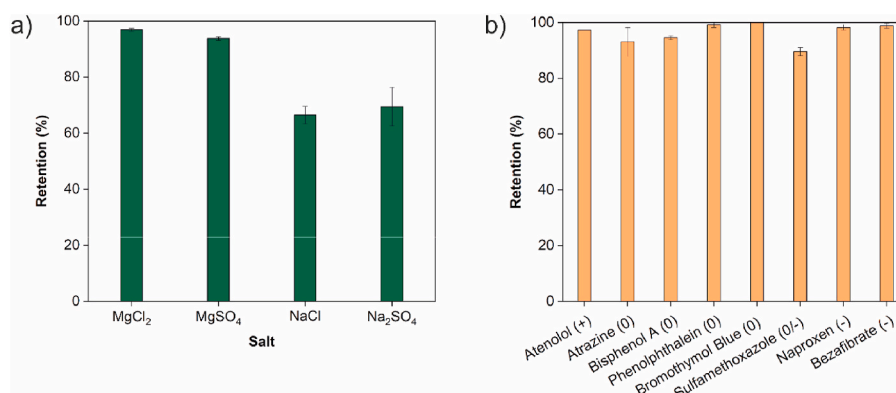 a)
100
80
60
40
20
0
Retention (%)
MgCl₂
MgSO₄
NaCl
Na₂SO₄
Salt
b)
100
80
60
40
20
0
Retention (%)
Atenolol (+)
Atrazine (0)
Bisphenol A (0)
Phenolphthalein (0)
Bromothymol Blue (0)
Sulfamethoxazole (0/-)
Naproxen (-)
Bezafibrate (-)